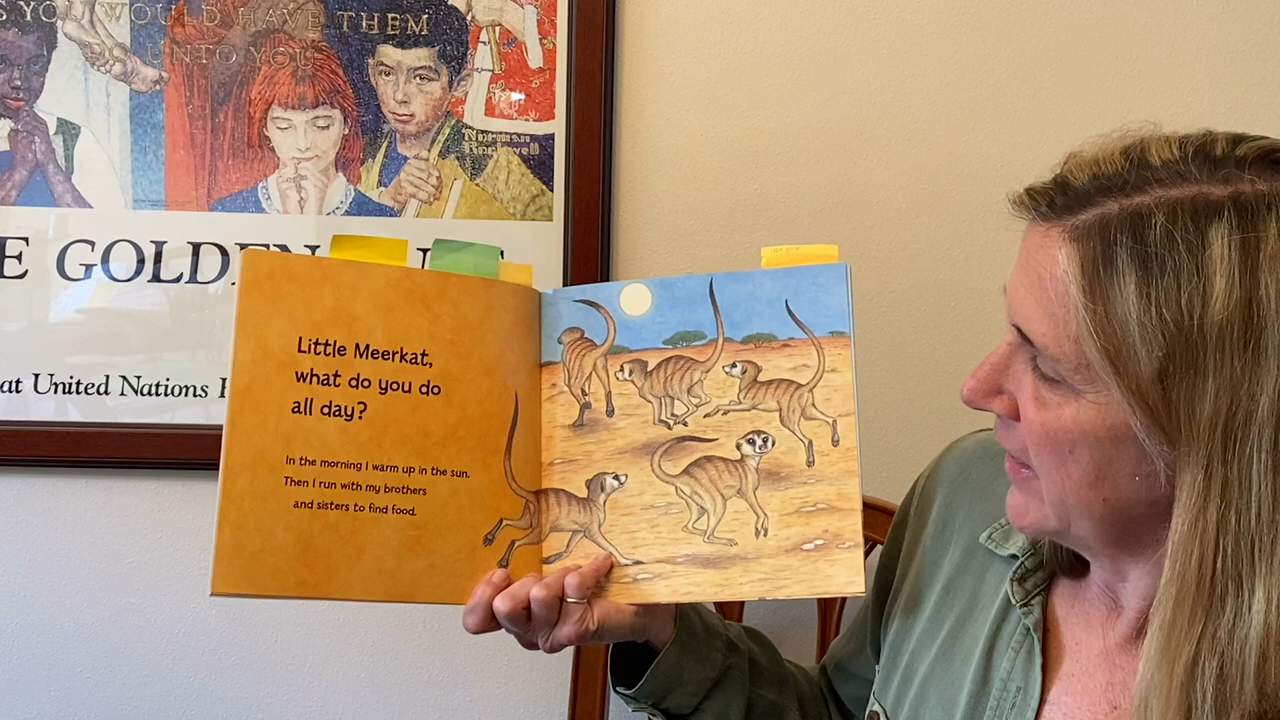 S YOU WOULD HAVE THEM
DO UNTO YOU
Norman
Rockwell
E GOLDEN
at United Nations
Little Meerkat,
what do you do
all day?
In the morning I warm up in the sun.
Then I run with my brothers
and sisters to find food.